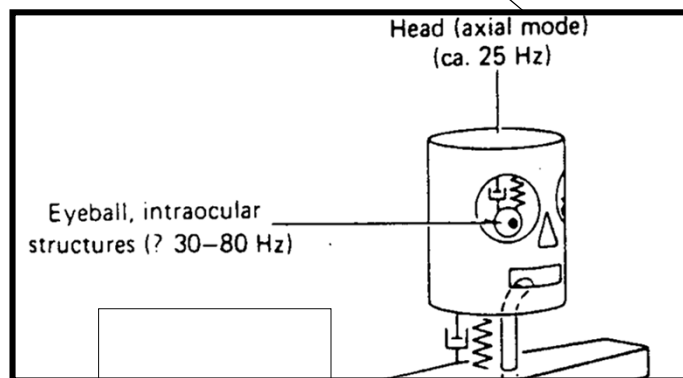 Head (axial mode)
(ca. 25 Hz)
Eyeball, intraocular
structures (? 30–80 Hz)